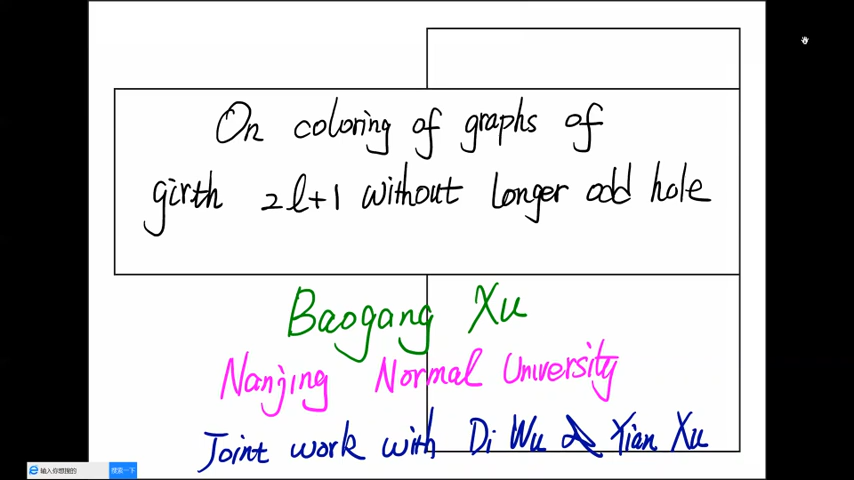 On coloring of graphs of
girth 2l+1 without longer odd hole
Baogang Xu
Nanjing Normal University
Joint work with Di Wu & Yian Xu
输入你想搜的 搜索一下